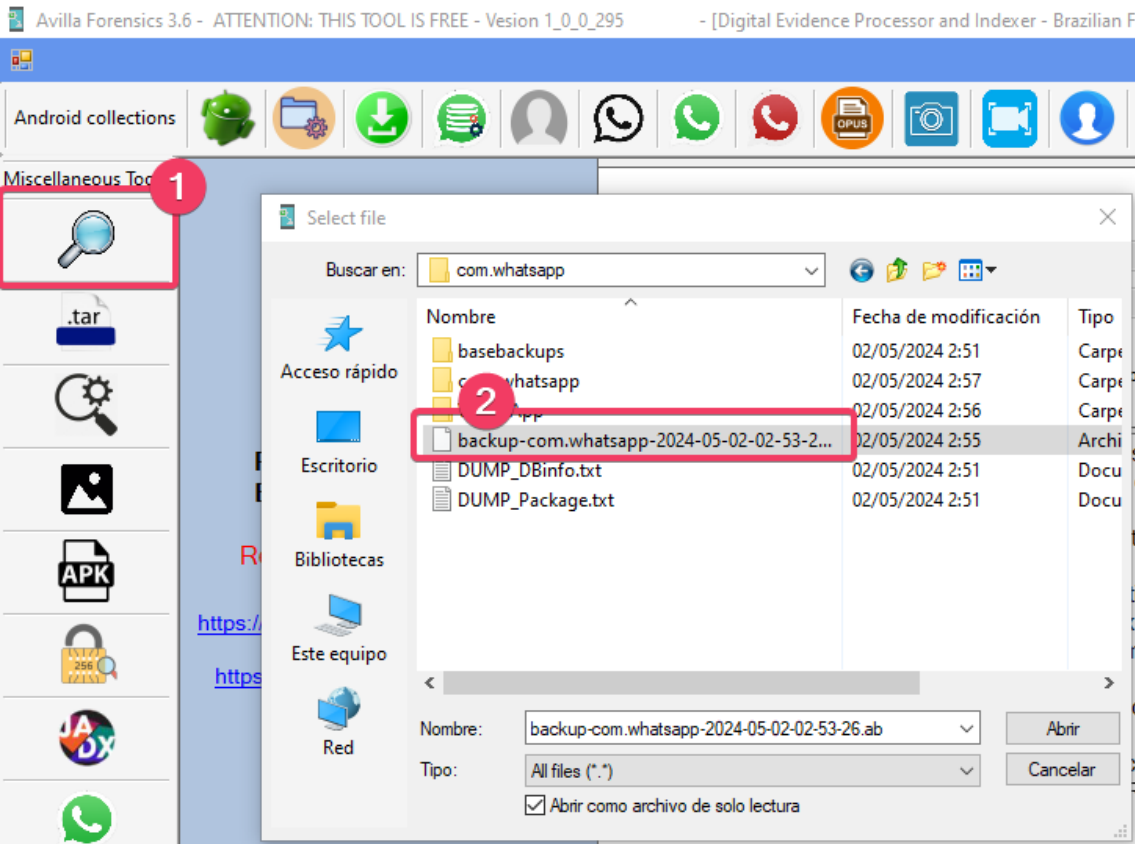 Avilla Forensics 3.6 - ATTENTION: THIS TOOL IS FREE - Vesion 1_0_0_295 - [Digital Evidence Processor and Indexer - Brazilian F
Android collections
OPUS
Miscellaneous Too
1
.tar
APK
256
JADX
https://
https
Select file
Buscar en: com.whatsapp
Acceso rápido
Escritorio
Bibliotecas
Este equipo
Red
Nombre Fecha de modificación Tipo
basebackups 02/05/2024 2:51 Carpe
whatsapp 02/05/2024 2:57 Carpe
2
App 02/05/2024 2:56 Carpe
backup-com.whatsapp-2024-05-02-02-53-2... 02/05/2024 2:55 Archi
DUMP_DBinfo.txt 02/05/2024 2:51 Docu
DUMP_Package.txt 02/05/2024 2:51 Docu
Nombre: backup-com.whatsapp-2024-05-02-02-53-26.ab Abrir
Tipo: All files (*.*) Cancelar
Abrir como archivo de solo lectura